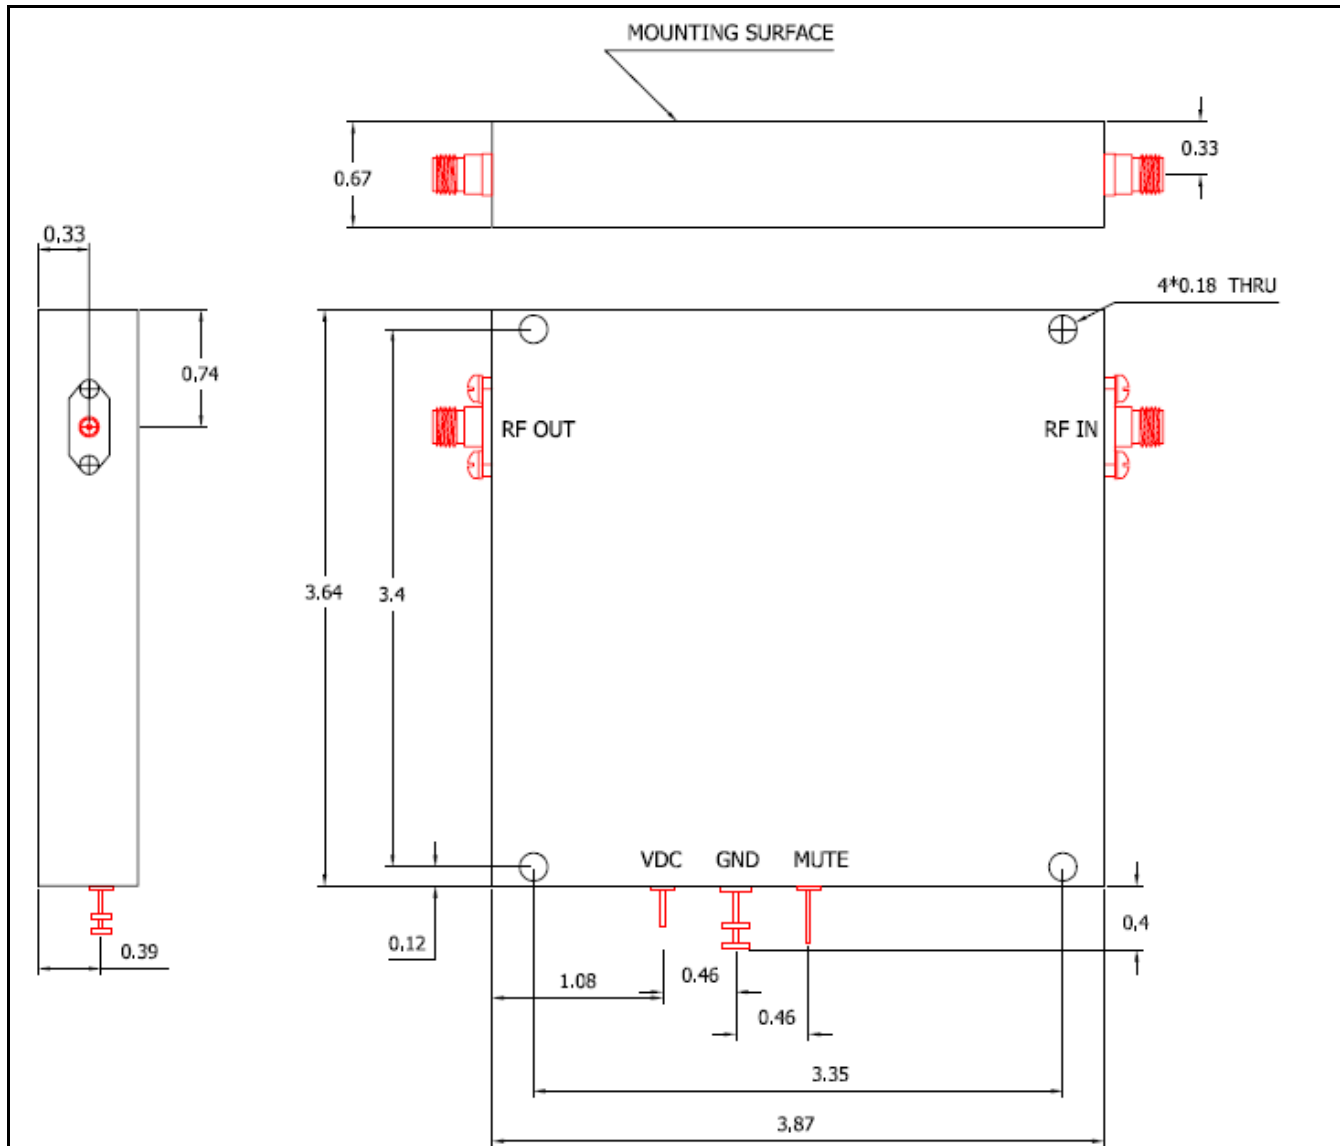 MOUNTING SURFACE
0.33
0.67
0,33
4*0.18 THRU
0,74
RF OUT
RF IN
3.64
3.4
VDC
GND
MUTE
0,4
0,12
0.39
0.46
1.08
0.46
3.35
3,87